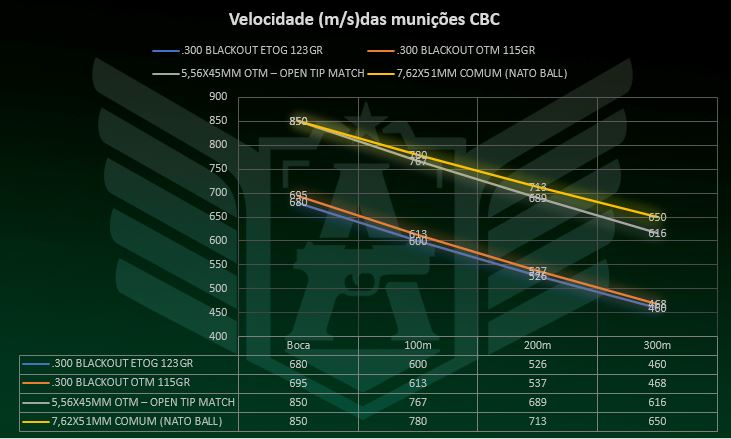 Velocidade (m/s)das munições CBC
.300 BLACKOUT ETOG 123GR .300 BLACKOUT OTM 115GR
5,56X45MM OTM – OPEN TIP MATCH 7,62X51MM COMUM (NATO BALL)
900
850
800
750
700
650
600
550
500
450
400
850 850 780 767 713 689 650 616
695 680 613 600 537 526 468 460
Boca 100m 200m 300m
.300 BLACKOUT ETOG 123GR 680 600 526 460
.300 BLACKOUT OTM 115GR 695 613 537 468
5,56X45MM OTM – OPEN TIP MATCH 850 767 689 616
7,62X51MM COMUM (NATO BALL) 850 780 713 650